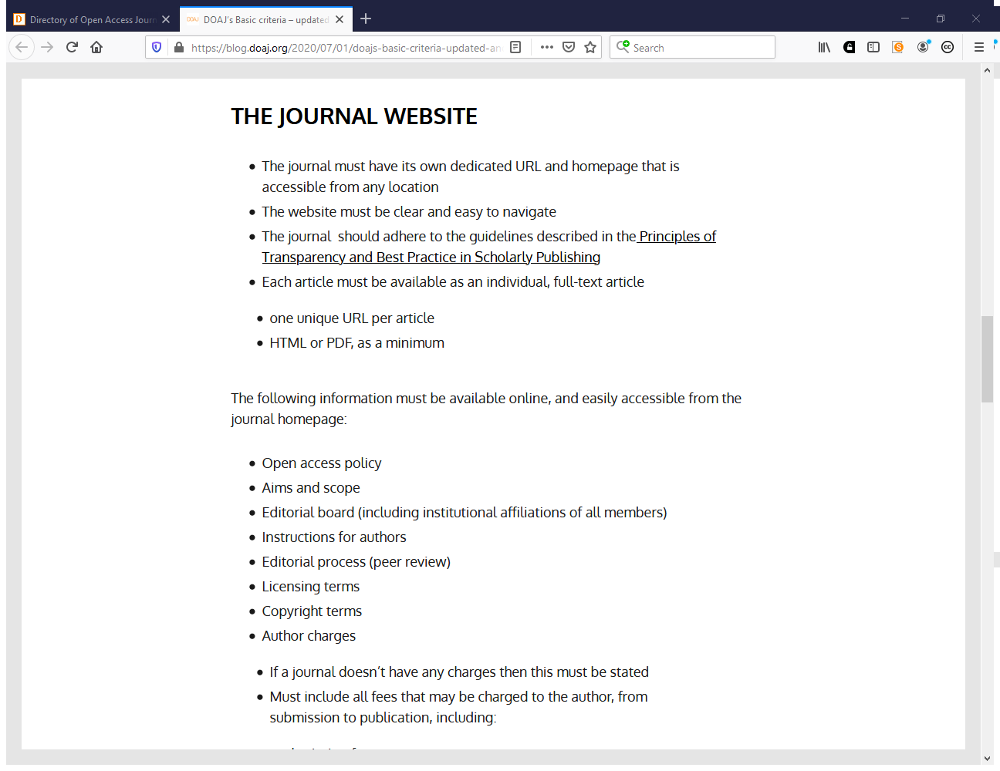 Directory of Open Access Journ
DOAJ's Basic criteria – updated
https://blog.doaj.org/2020/07/01/doajs-basic-criteria-updated-an
Search
THE JOURNAL WEBSITE
The journal must have its own dedicated URL and homepage that is
accessible from any location
The website must be clear and easy to navigate
The journal  should adhere to the guidelines described in the Principles of
Transparency and Best Practice in Scholarly Publishing
Each article must be available as an individual, full-text article
one unique URL per article
HTML or PDF, as a minimum
The following information must be available online, and easily accessible from the
journal homepage:
Open access policy
Aims and scope
Editorial board (including institutional affiliations of all members)
Instructions for authors
Editorial process (peer review)
Licensing terms
Copyright terms
Author charges
If a journal doesn't have any charges then this must be stated
Must include all fees that may be charged to the author, from
submission to publication, including: